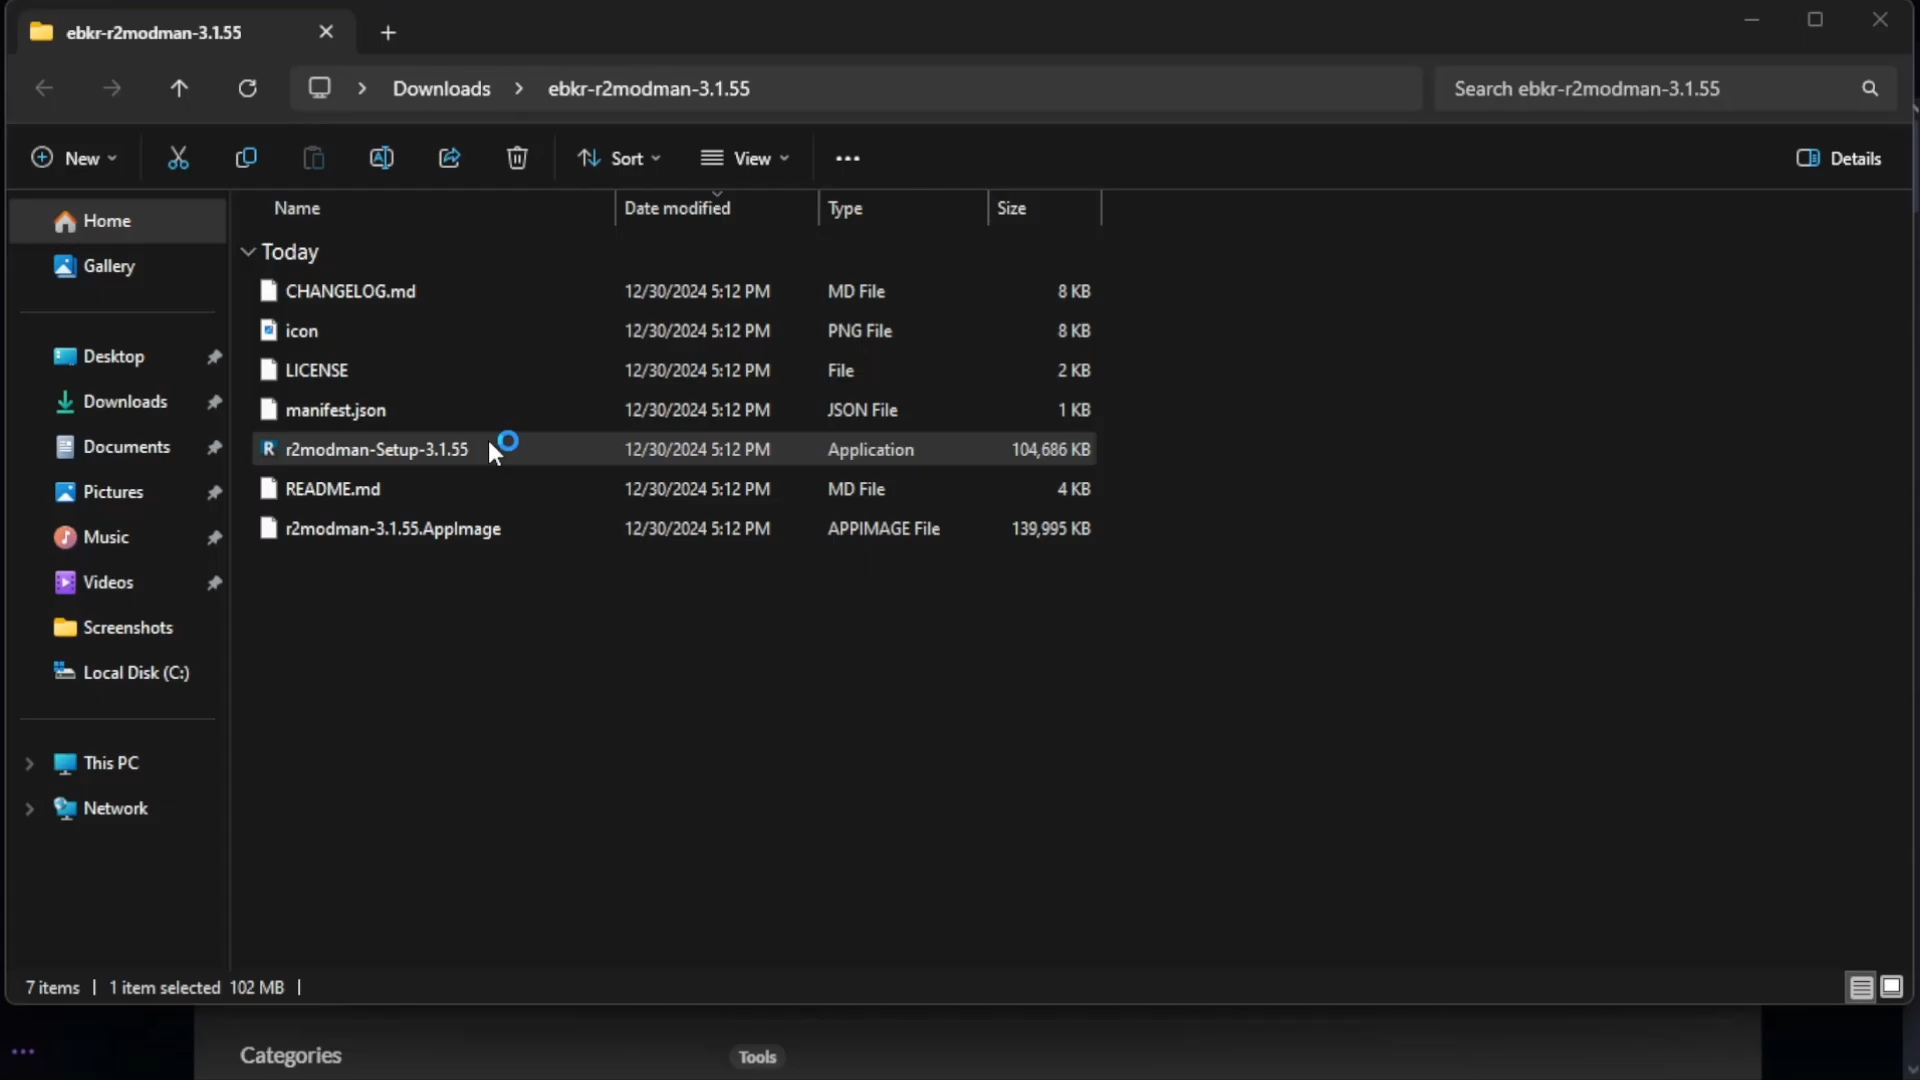 ebkr-r2modman-3.1.55
Downloads ebkr-r2modman-3.1.55
Search ebkr-r2modman-3.1.55
New
Sort
View
Details
Name Date modified Type Size
Home
Gallery
Desktop
Downloads
Documents
Pictures
Music
Videos
Screenshots
Local Disk (C:)
This PC
Network
Today
CHANGELOG.md 12/30/2024 5:12 PM MD File 8 KB
icon 12/30/2024 5:12 PM PNG File 8 KB
LICENSE 12/30/2024 5:12 PM File 2 KB
manifest.json 12/30/2024 5:12 PM JSON File 1 KB
R r2modman-Setup-3.1.55 12/30/2024 5:12 PM Application 104,686 KB
README.md 12/30/2024 5:12 PM MD File 4 KB
r2modman-3.1.55.AppImage 12/30/2024 5:12 PM APPIMAGE File 139,995 KB
7 items | 1 item selected 102 MB |
Categories Tools